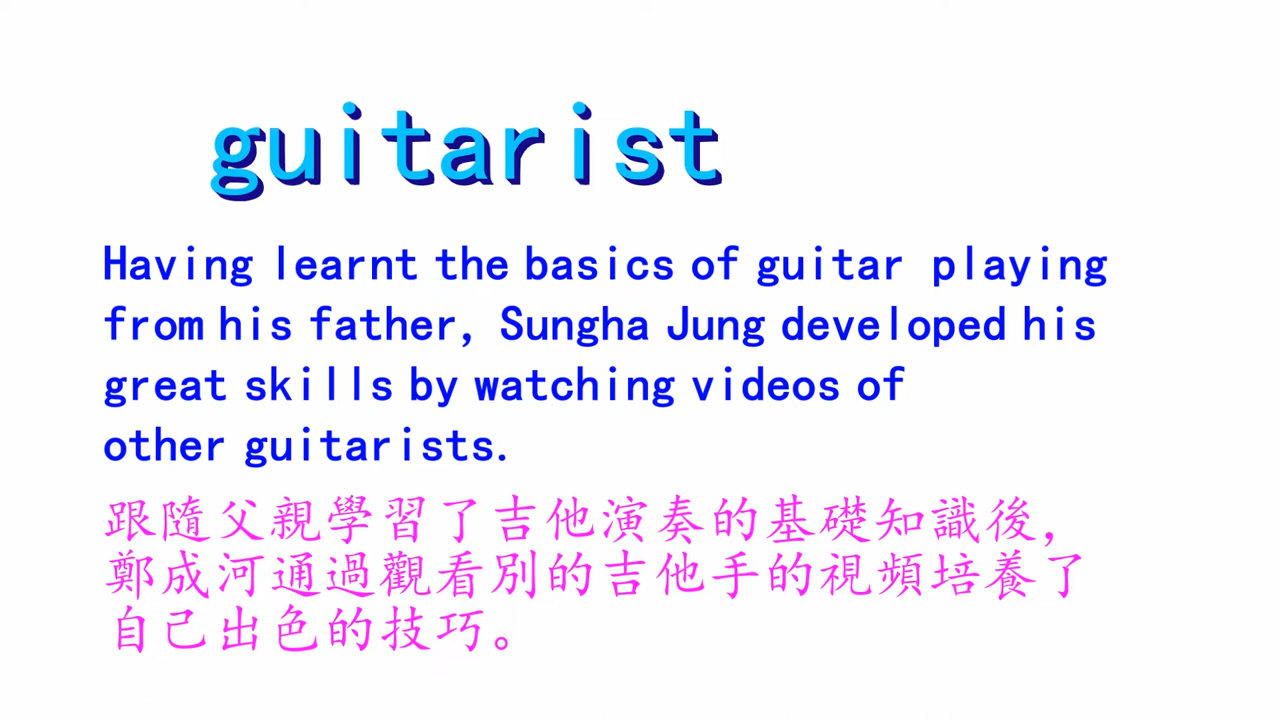 guitarist
Having learnt the basics of guitar playing
from his father, Sungha Jung developed his
great skills by watching videos of
other guitarists.
跟隨父親學習了吉他演奏的基礎知識後,
鄭成河通過觀看別的吉他手的視頻培養了
自己出色的技巧。